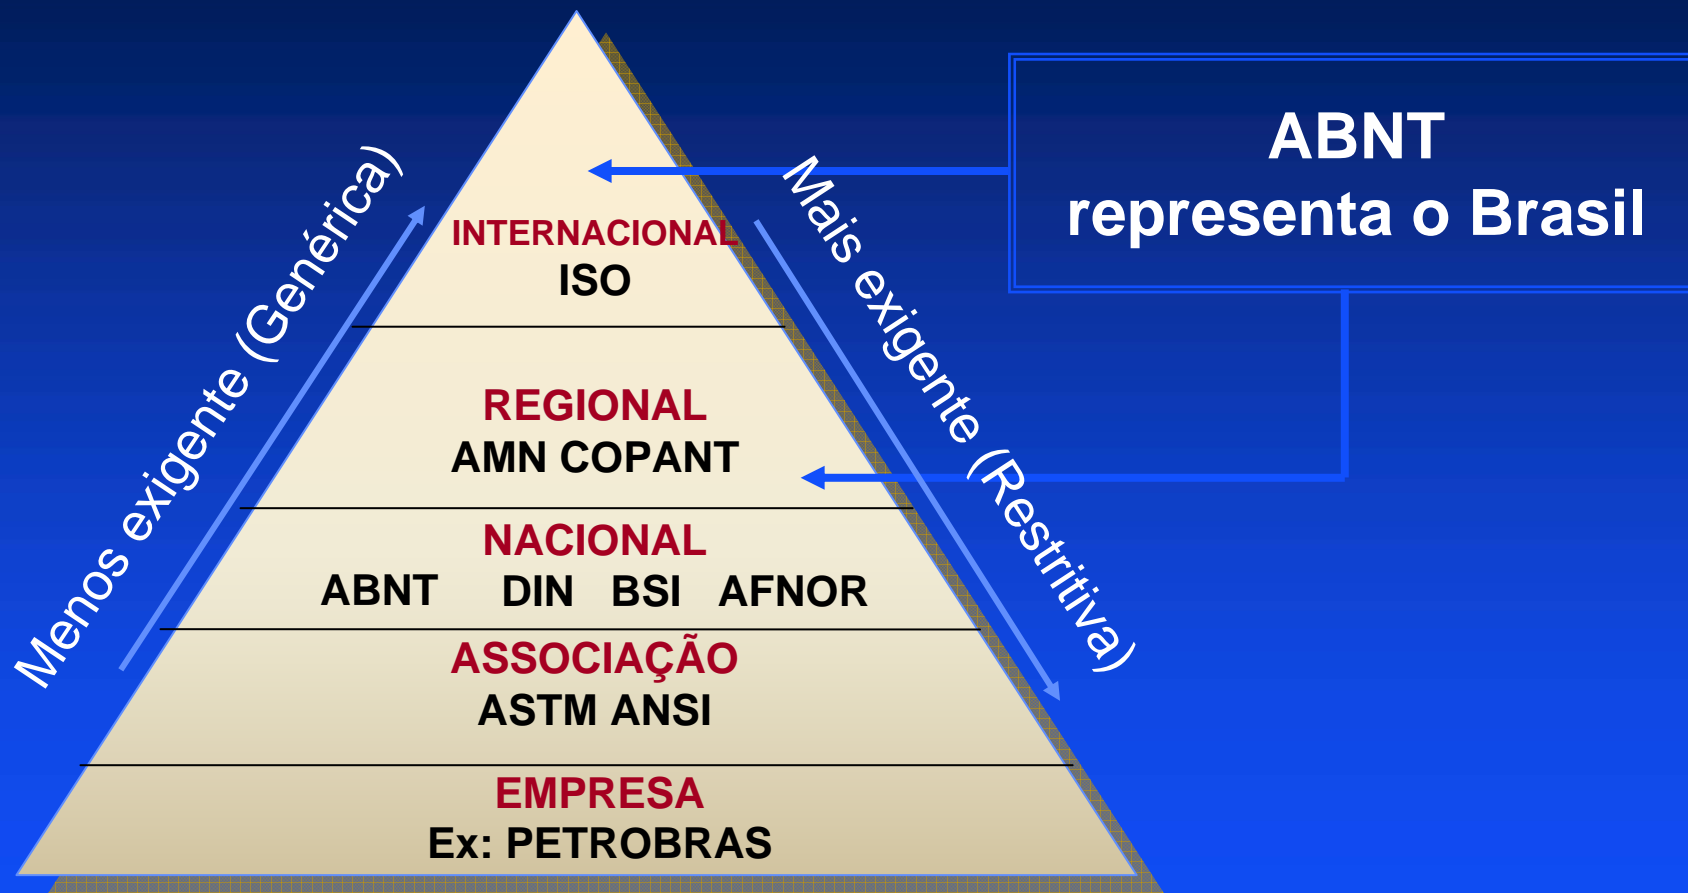 ABNT
representa o Brasil
Menos exigente (Genérica)
Mais exigente (Restritiva)
INTERNACIONAL
ISO
REGIONAL
AMN COPANT
NACIONAL
ABNT DIN BSI AFNOR
ASSOCIAÇÃO
ASTM ANSI
EMPRESA
Ex: PETROBRAS